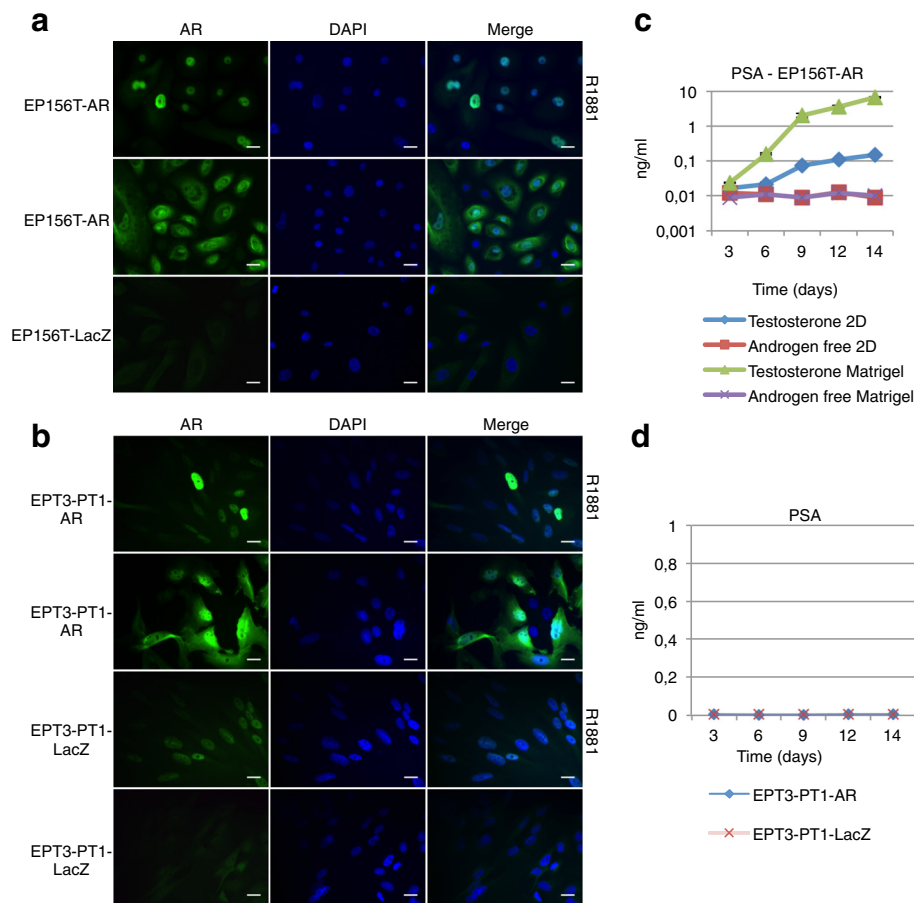 a
AR DAPI Merge
EP156T-AR
R1881
EP156T-AR
EP156T-LacZ
c
PSA - EP156T-AR
ng/ml
10
1
0,1
0,01
0,001
3 6 9 12 14
Time (days)
Testosterone 2D
Androgen free 2D
Testosterone Matrigel
Androgen free Matrigel
b
AR DAPI Merge
EPT3-PT1-
AR
R1881
EPT3-PT1-
AR
EPT3-PT1-
LacZ
R1881
EPT3-PT1-
LacZ
d
PSA
ng/ml
1
0,8
0,6
0,4
0,2
0
3 6 9 12 14
Time (days)
EPT3-PT1-AR
EPT3-PT1-LacZ